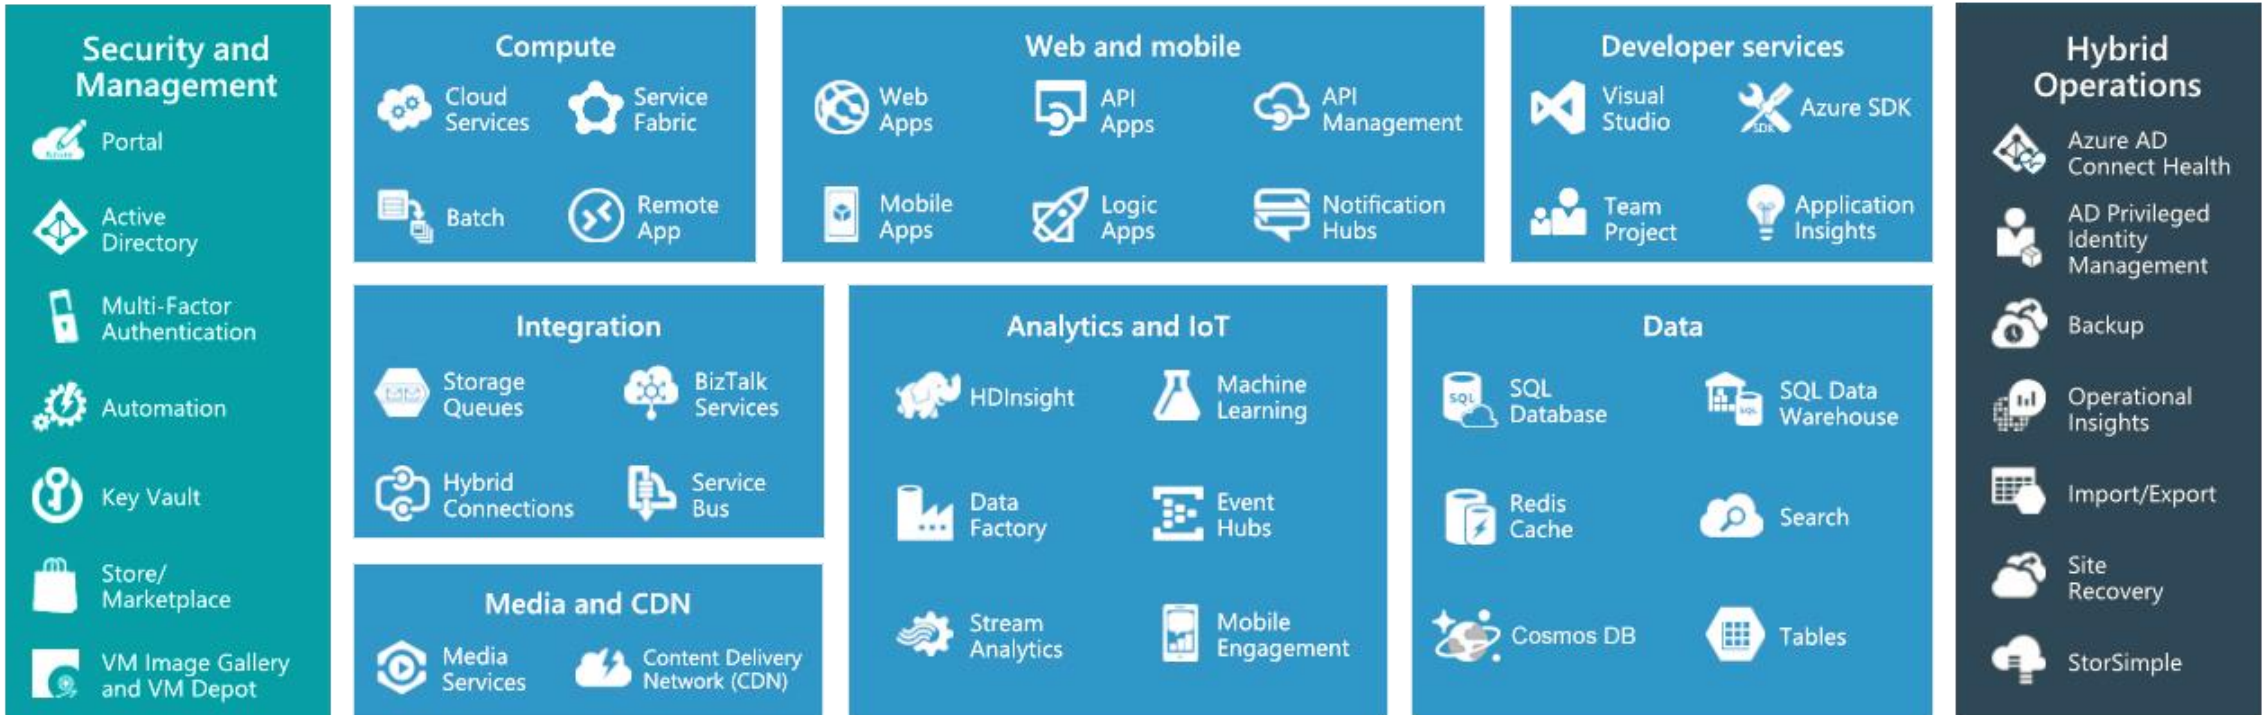 Security and
Management
Portal
Active
Directory
Multi-Factor
Authentication
Automation
Key Vault
Store/
Marketplace
VM Image Gallery
and VM Depot
Compute
Cloud
Services
Service
Fabric
Batch
Remote
App
Web and mobile
Web
Apps
API
Apps
API
Management
Mobile
Apps
Logic
Apps
Notification
Hubs
Developer services
Visual
Studio
SDK
Azure SDK
Team
Project
Application
Insights
Integration
Storage
Queues
BizTalk
Services
Hybrid
Connections
Service
Bus
Media and CDN
Media
Services
Content Delivery
Network (CDN)
Analytics and IoT
HDInsight
Machine
Learning
Data
Factory
Event
Hubs
Stream
Analytics
Mobile
Engagement
Data
SQL
SQL
Database
SQL
SQL Data
Warehouse
Redis
Cache
Search
Cosmos DB
Tables
Hybrid
Operations
Azure AD
Connect Health
AD Privileged
Identity
Management
Backup
Operational
Insights
Import/Export
Site
Recovery
StorSimple